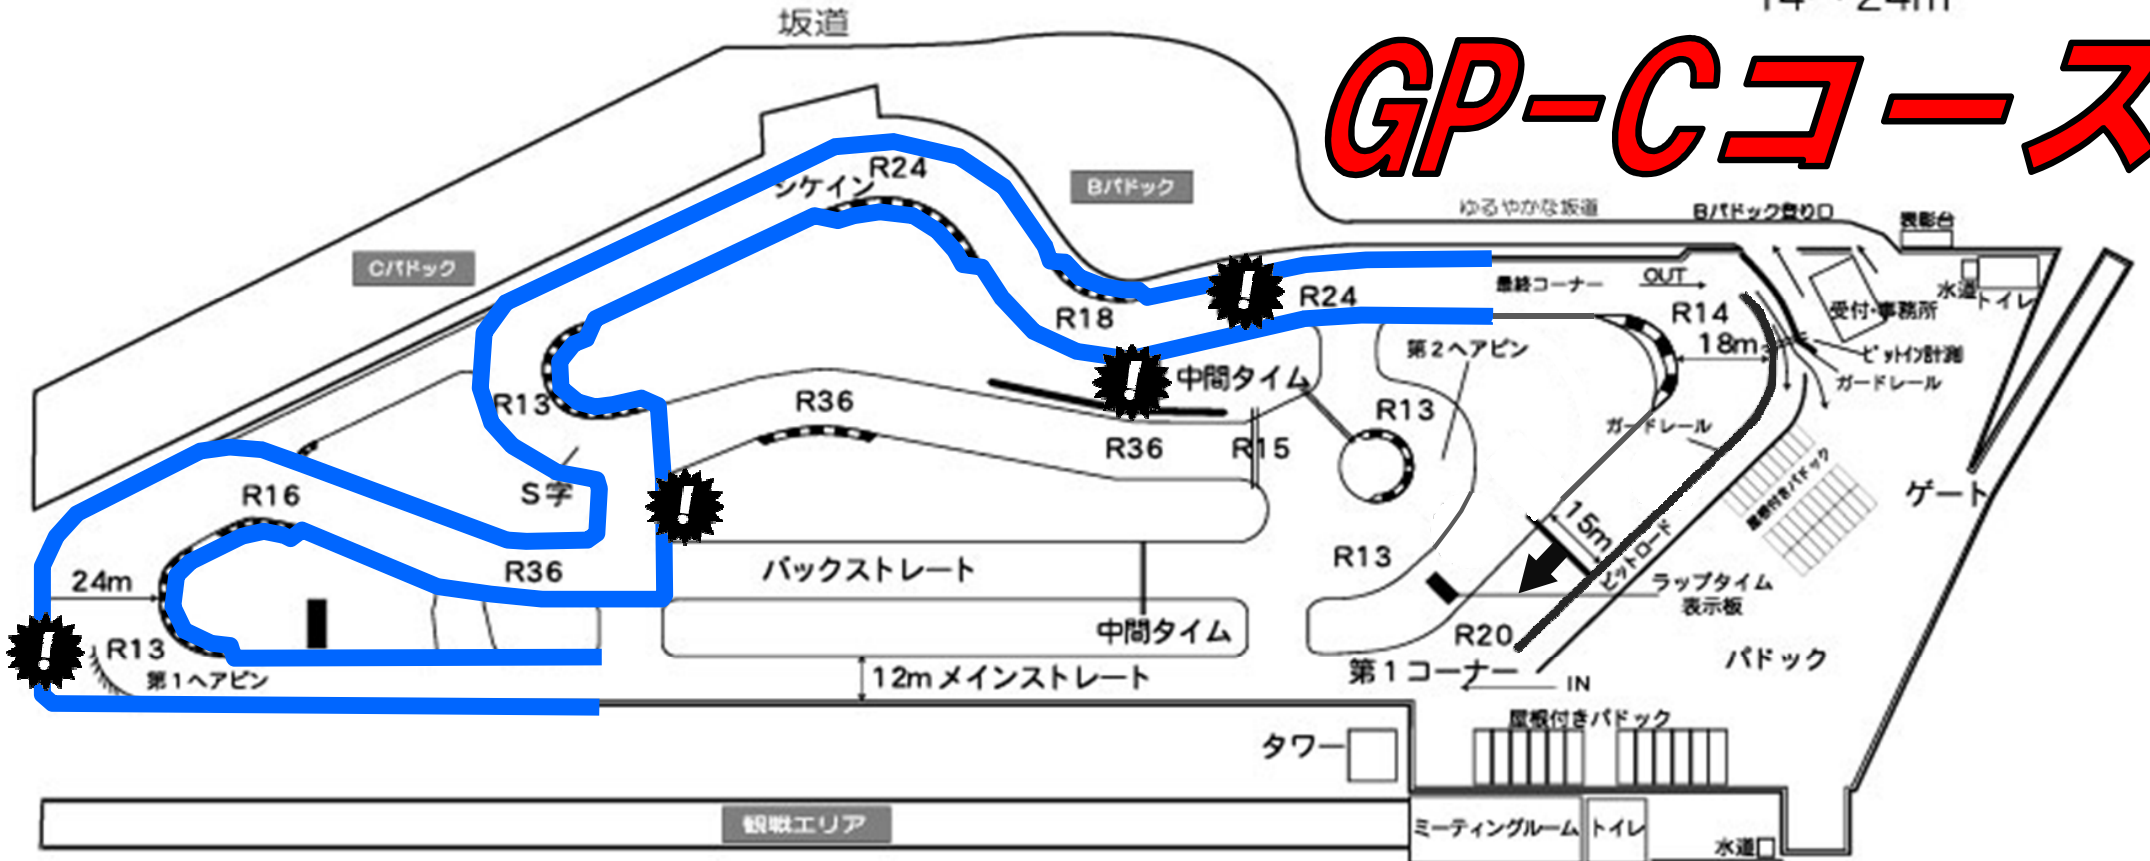 14～24m
坂道
GP-Cコース
R24
シケイン
Bパドック
ゆるやかな坂道
Bパドック登り口
表彰台
Cパドック
最終コーナー
OUT
水道
トイレ
R24
R18
R14
受付・事務所
18m
ピットイン計測
ガードレール
第2ヘアピン
中間タイム
R13
R36
R13
ガードレール
R36
R15
屋根付きパドック
ゲート
R16
S字
15m
ピットロード
R36
バックストレート
R13
24m
ラップタイム
表示板
中間タイム
R20
R13
第1ヘアピン
12mメインストレート
第1コーナー
IN
パドック
屋根付きパドック
タワー
観戦エリア
ミーティングルーム
トイレ
水道